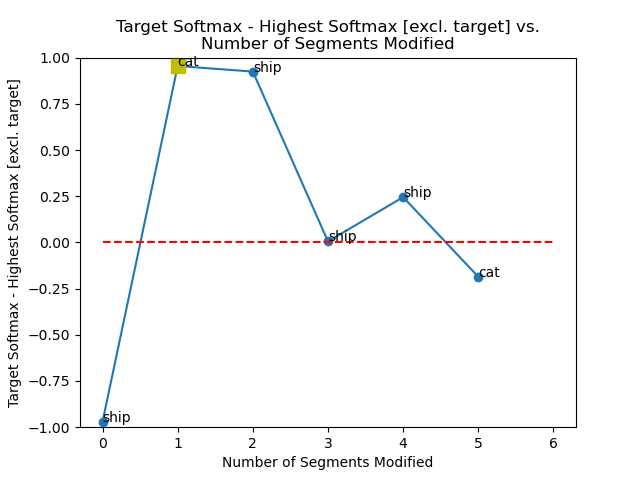 Target Softmax - Highest Softmax [excl. target] vs.
Number of Segments Modified
Target Softmax - Highest Softmax [excl. target]
1.00
0.75
0.50
0.25
0.00
−0.25
−0.50
−0.75
−1.00
cat
ship
ship
ship
cat
ship
0
1
2
3
4
5
6
Number of Segments Modified